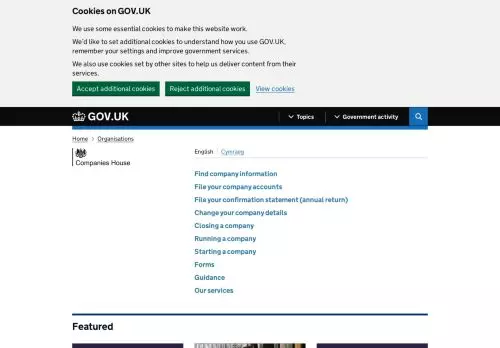 Cookies on GOV.UK
We use some essential cookies to make this website work.
We'd like to set additional cookies to understand how you use GOV.UK,
remember your settings and improve government services.
We also use cookies set by other sites to help us deliver content from their
services.
Accept additional cookies
Reject additional cookies
View cookies
GOV.UK
Topics
Government activity
Home > Organisations
English
Cymraeg
Companies House
Find company information
File your company accounts
File your confirmation statement (annual return)
Change your company details
Closing a company
Running a company
Starting a company
Forms
Guidance
Our services
Featured